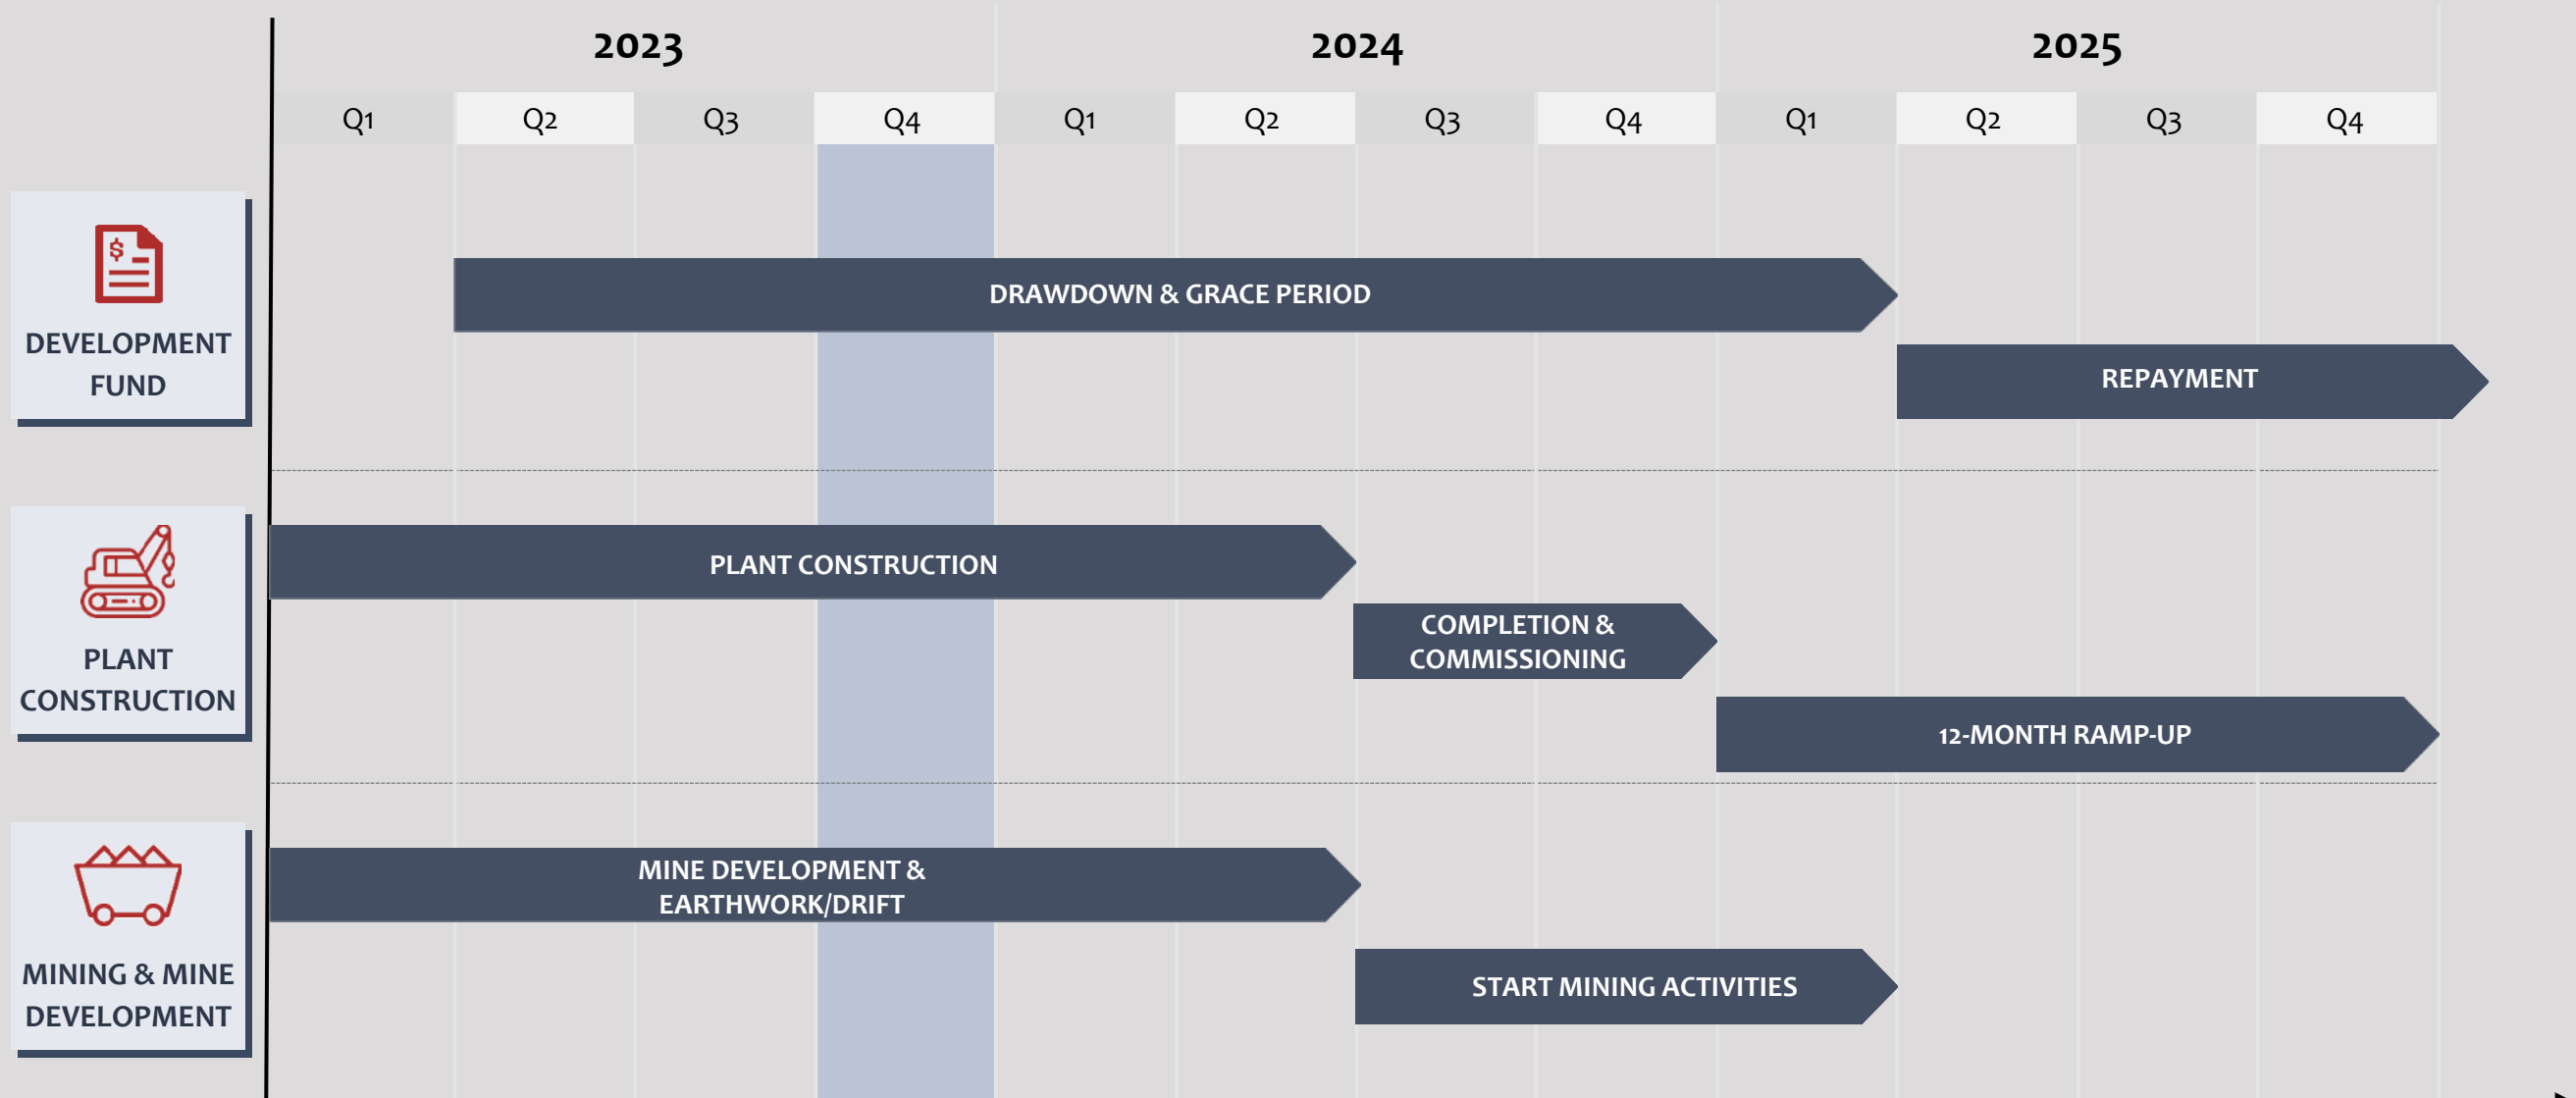 2023 2024 2025
Q1 Q2 Q3 Q4 Q1 Q2 Q3 Q4 Q1 Q2 Q3 Q4
$
DEVELOPMENT
FUND
DRAWDOWN & GRACE PERIOD
REPAYMENT
PLANT
CONSTRUCTION
PLANT CONSTRUCTION
COMPLETION &
COMMISSIONING
12-MONTH RAMP-UP
MINING & MINE
DEVELOPMENT
MINE DEVELOPMENT &
EARTHWORK/DRIFT
START MINING ACTIVITIES